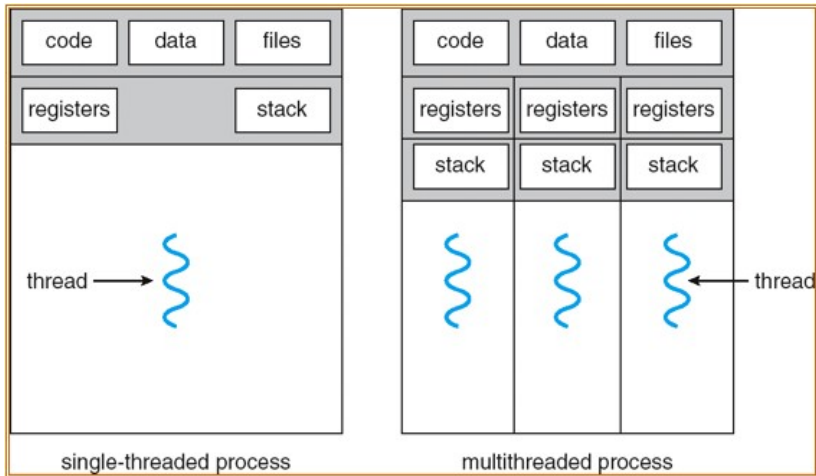 code data files code data files
registers stack registers registers registers
stack stack stack
thread thread
single-threaded process multithreaded process